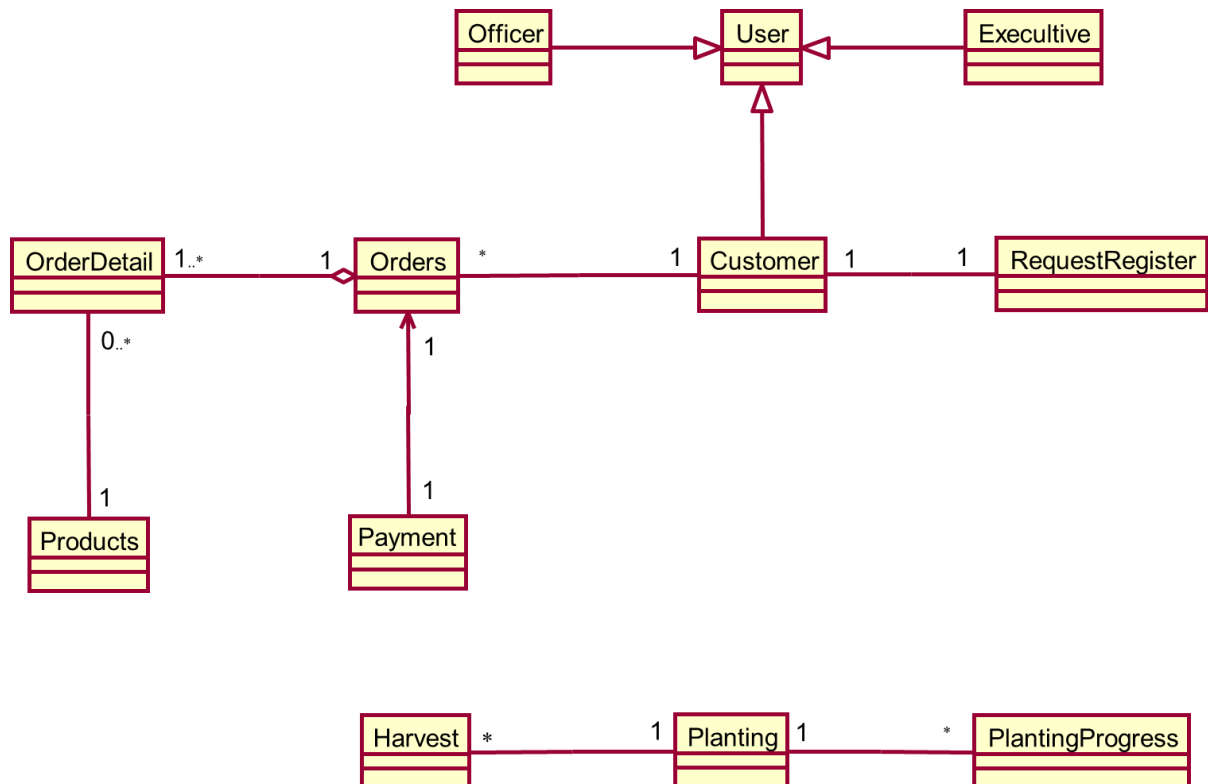 Officer
User
Execultive
OrderDetail
1..*
1
Orders
*
1
Customer
1
1
RequestRegister
0..*
1
1
1
Products
Payment
Harvest
*
1
Planting
1
*
PlantingProgress